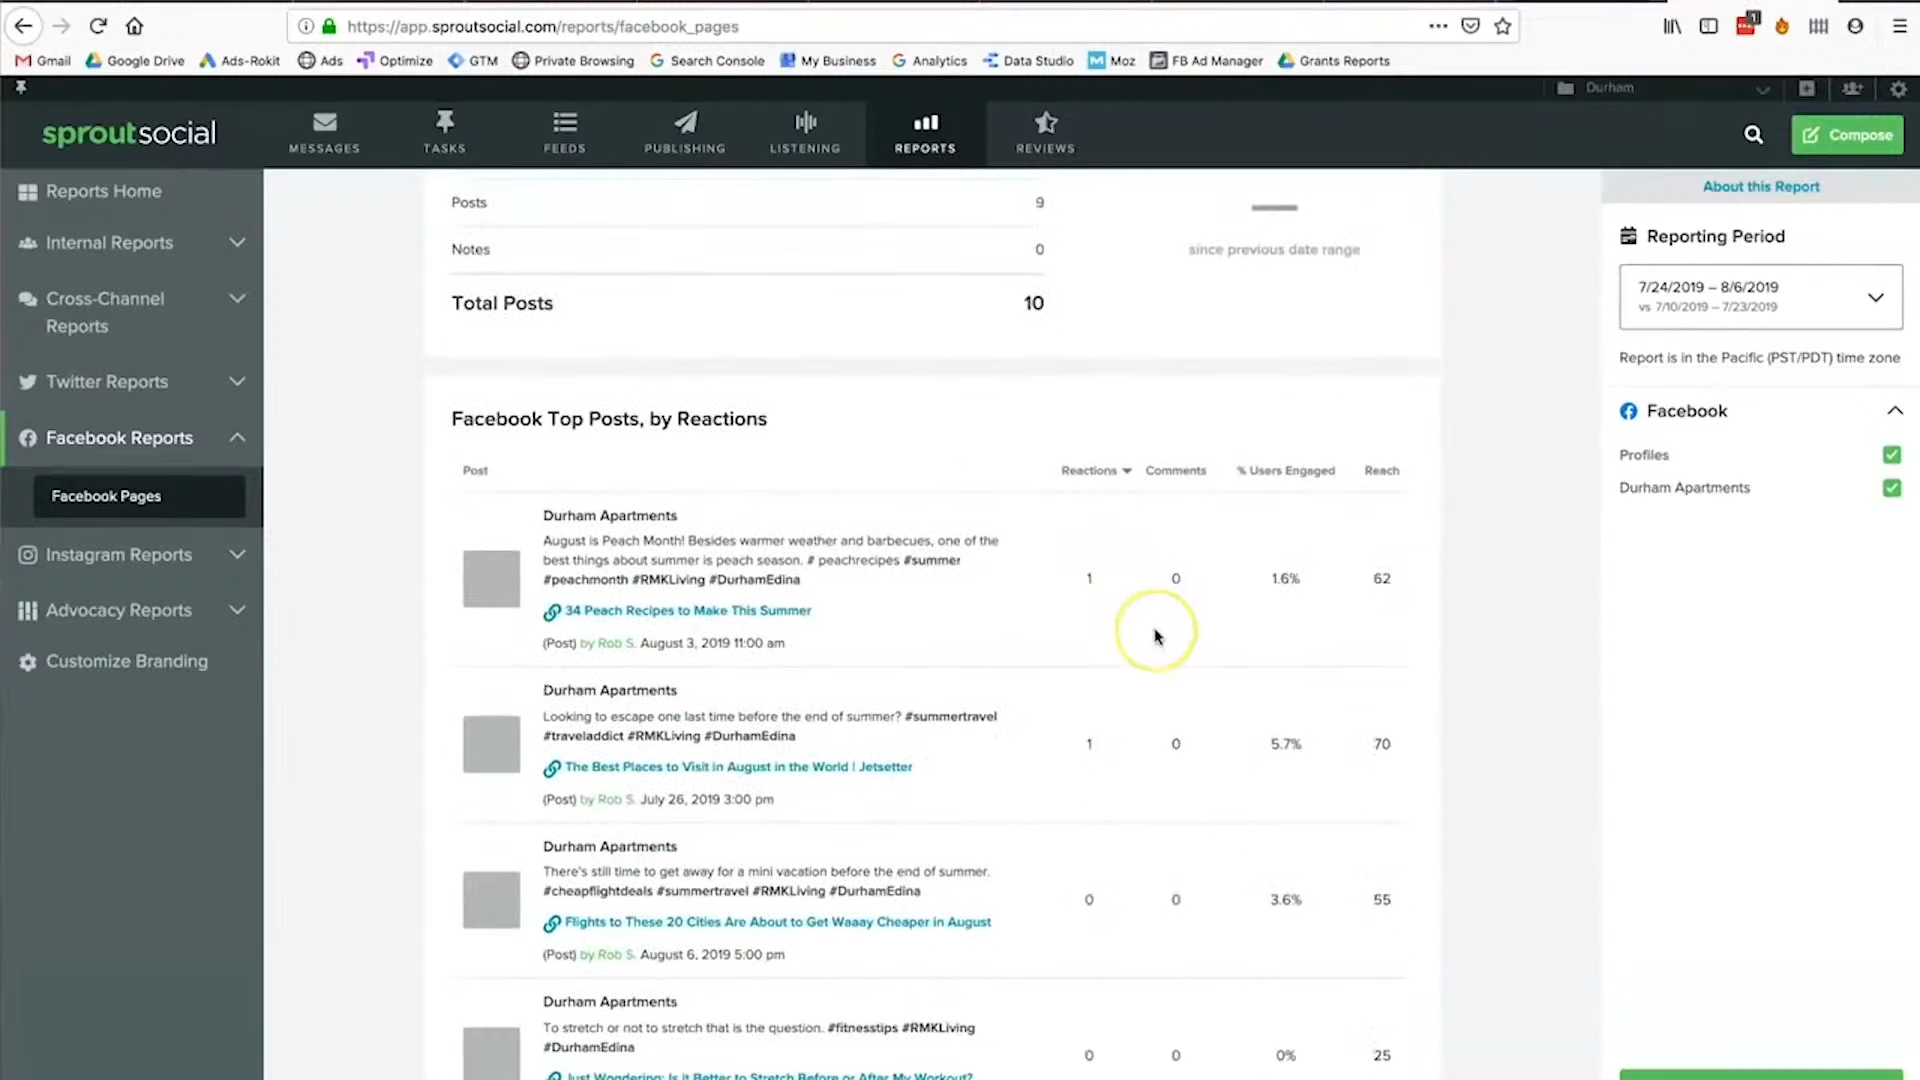 https://app.sproutsocial.com/reports/facebook_pages
1
Gmail Google Drive Ads-Rokit Ads Optimize GTM Private Browsing Search Console My Business Analytics Data Studio Moz FB Ad Manager Grants Reports
Durham
sproutsocial
MESSAGES TASKS FEEDS PUBLISHING LISTENING REPORTS REVIEWS
Compose
Reports Home
Internal Reports
Cross-Channel
Reports
Twitter Reports
Facebook Reports
Facebook Pages
Instagram Reports
Advocacy Reports
Customize Branding
Posts 9
Notes 0
since previous date range
Total Posts 10
Facebook Top Posts, by Reactions
Post Reactions Comments % Users Engaged Reach
Durham Apartments
August is Peach Month! Besides warmer weather and barbecues, one of the
best things about summer is peach season. # peachrecipes #summer
#peachmonth #RMKLiving #DurhamEdina
1 0 1.6% 62
34 Peach Recipes to Make This Summer
(Post) by Rob S. August 3, 2019 11:00 am
Durham Apartments
Looking to escape one last time before the end of summer? #summertravel
#traveladdict #RMKLiving #DurhamEdina
1 0 5.7% 70
The Best Places to Visit in August in the World | Jetsetter
(Post) by Rob S. July 26, 2019 3:00 pm
Durham Apartments
There's still time to get away for a mini vacation before the end of summer.
#cheapflightdeals #summertravel #RMKLiving #DurhamEdina
0 0 3.6% 55
Flights to These 20 Cities Are About to Get Waaay Cheaper in August
(Post) by Rob S. August 6, 2019 5:00 pm
Durham Apartments
To stretch or not to stretch that is the question. #fitnesstips #RMKLiving
#DurhamEdina
0 0 0% 25
Just Wondering: Is it Better to Stretch Before or After My Workout?
About this Report
Reporting Period
7/24/2019 – 8/6/2019
vs 7/10/2019 – 7/23/2019
Report is in the Pacific (PST/PDT) time zone
Facebook
Profiles
Durham Apartments